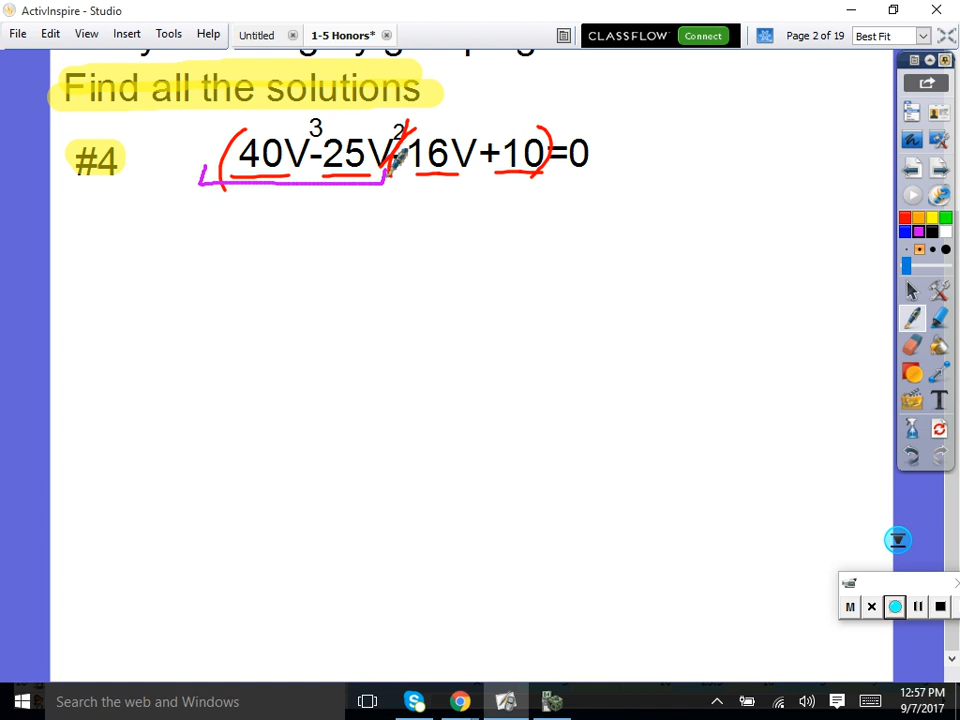 ActivInspire - Studio
File Edit View Insert Tools Help Untitled 1-5 Honors* CLASSFLOW Connect Page 2 of 19 Best Fit
Find all the solutions
#4 40V³-25V² 16V+10=0
M
T
Search the web and Windows
12:57 PM
9/7/2017